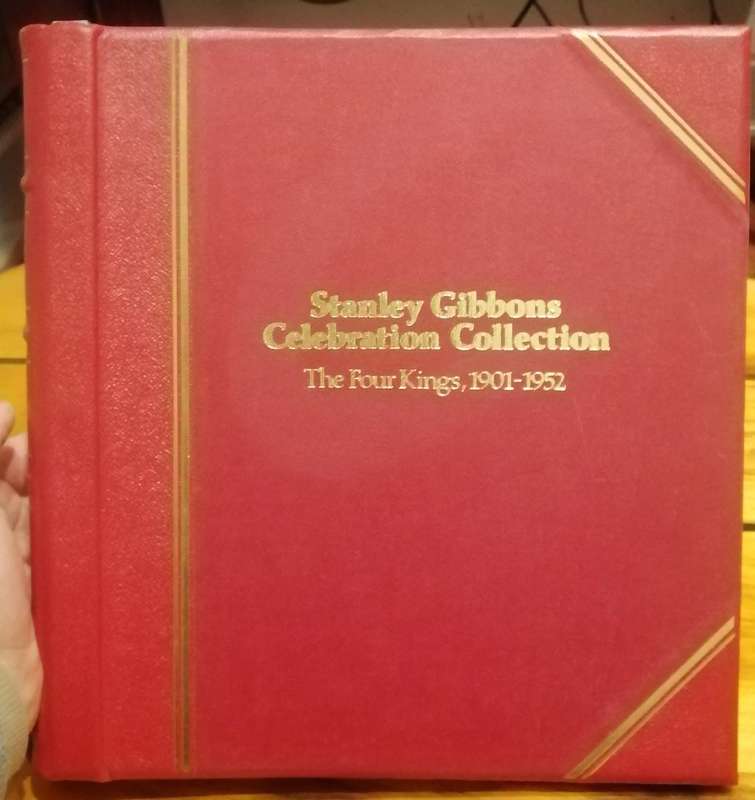 Stanley Gibbons
Celebration Collection
The Four Kings, 1901-1952